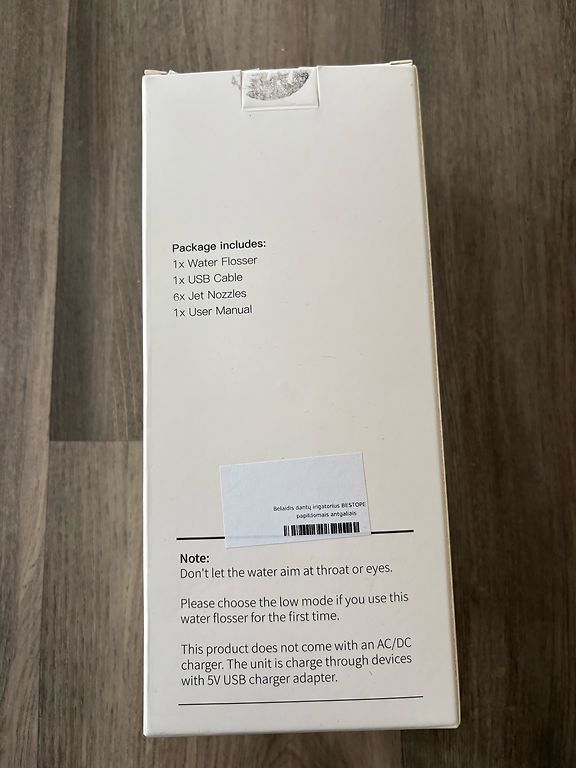 Package includes:
1x Water Flosser
1x USB Cable
6x Jet Nozzles
1x User Manual
Belaidis dantų irigatorius BESTOPE
papildomais antgaliais
Note:
Don't let the water aim at throat or eyes.
Please choose the low mode if you use this
water flosser for the first time.
This product does not come with an AC/DC
charger. The unit is charge through devices
with 5V USB charger adapter.